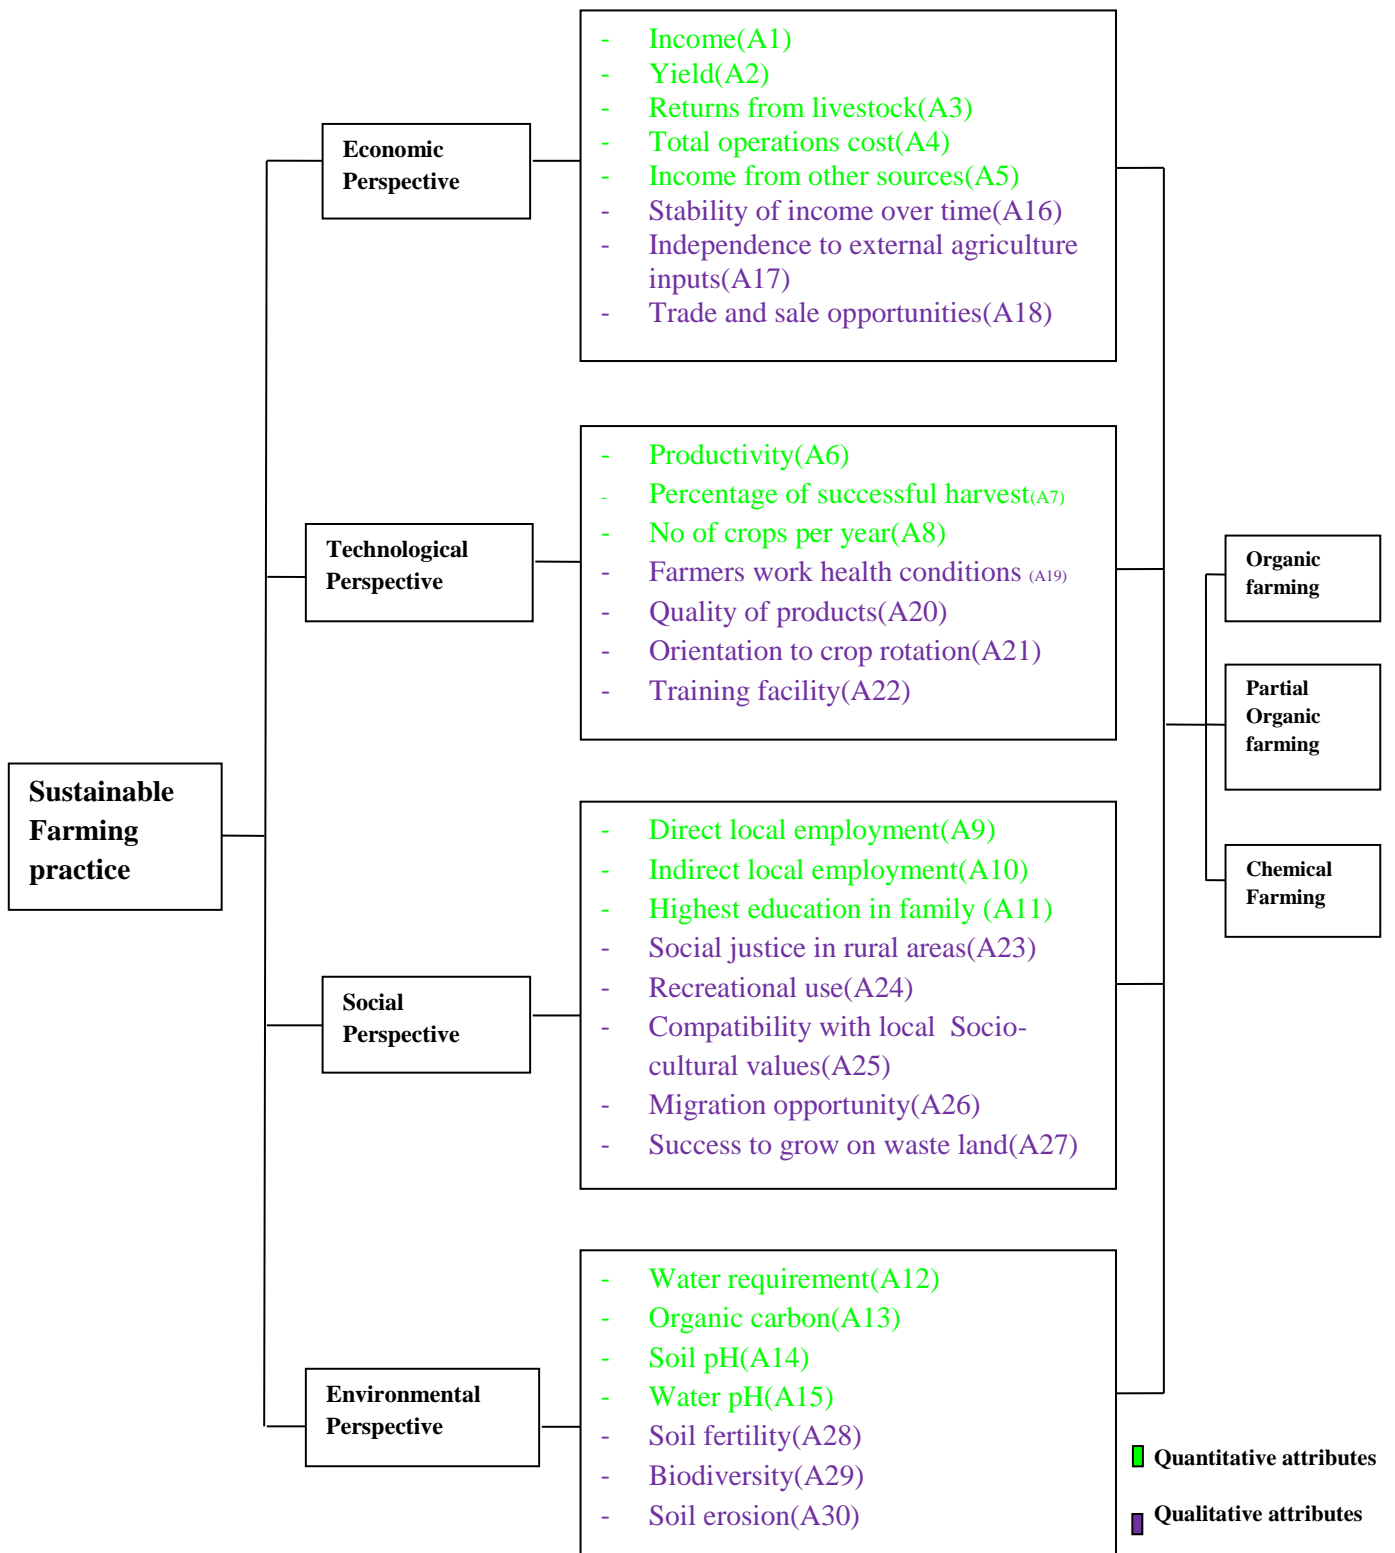 Sustainable
Farming
practice
Economic
Perspective
- Income(A1)
- Yield(A2)
- Returns from livestock(A3)
- Total operations cost(A4)
- Income from other sources(A5)
- Stability of income over time(A16)
- Independence to external agriculture
inputs(A17)
- Trade and sale opportunities(A18)
Technological
Perspective
- Productivity(A6)
- Percentage of successful harvest(A7)
- No of crops per year(A8)
- Farmers work health conditions (A19)
- Quality of products(A20)
- Orientation to crop rotation(A21)
- Training facility(A22)
Social
Perspective
- Direct local employment(A9)
- Indirect local employment(A10)
- Highest education in family (A11)
- Social justice in rural areas(A23)
- Recreational use(A24)
- Compatibility with local  Socio-
cultural values(A25)
- Migration opportunity(A26)
- Success to grow on waste land(A27)
Environmental
Perspective
- Water requirement(A12)
- Organic carbon(A13)
- Soil pH(A14)
- Water pH(A15)
- Soil fertility(A28)
- Biodiversity(A29)
- Soil erosion(A30)
Organic
farming
Partial
Organic
farming
Chemical
Farming
Quantitative attributes
Qualitative attributes